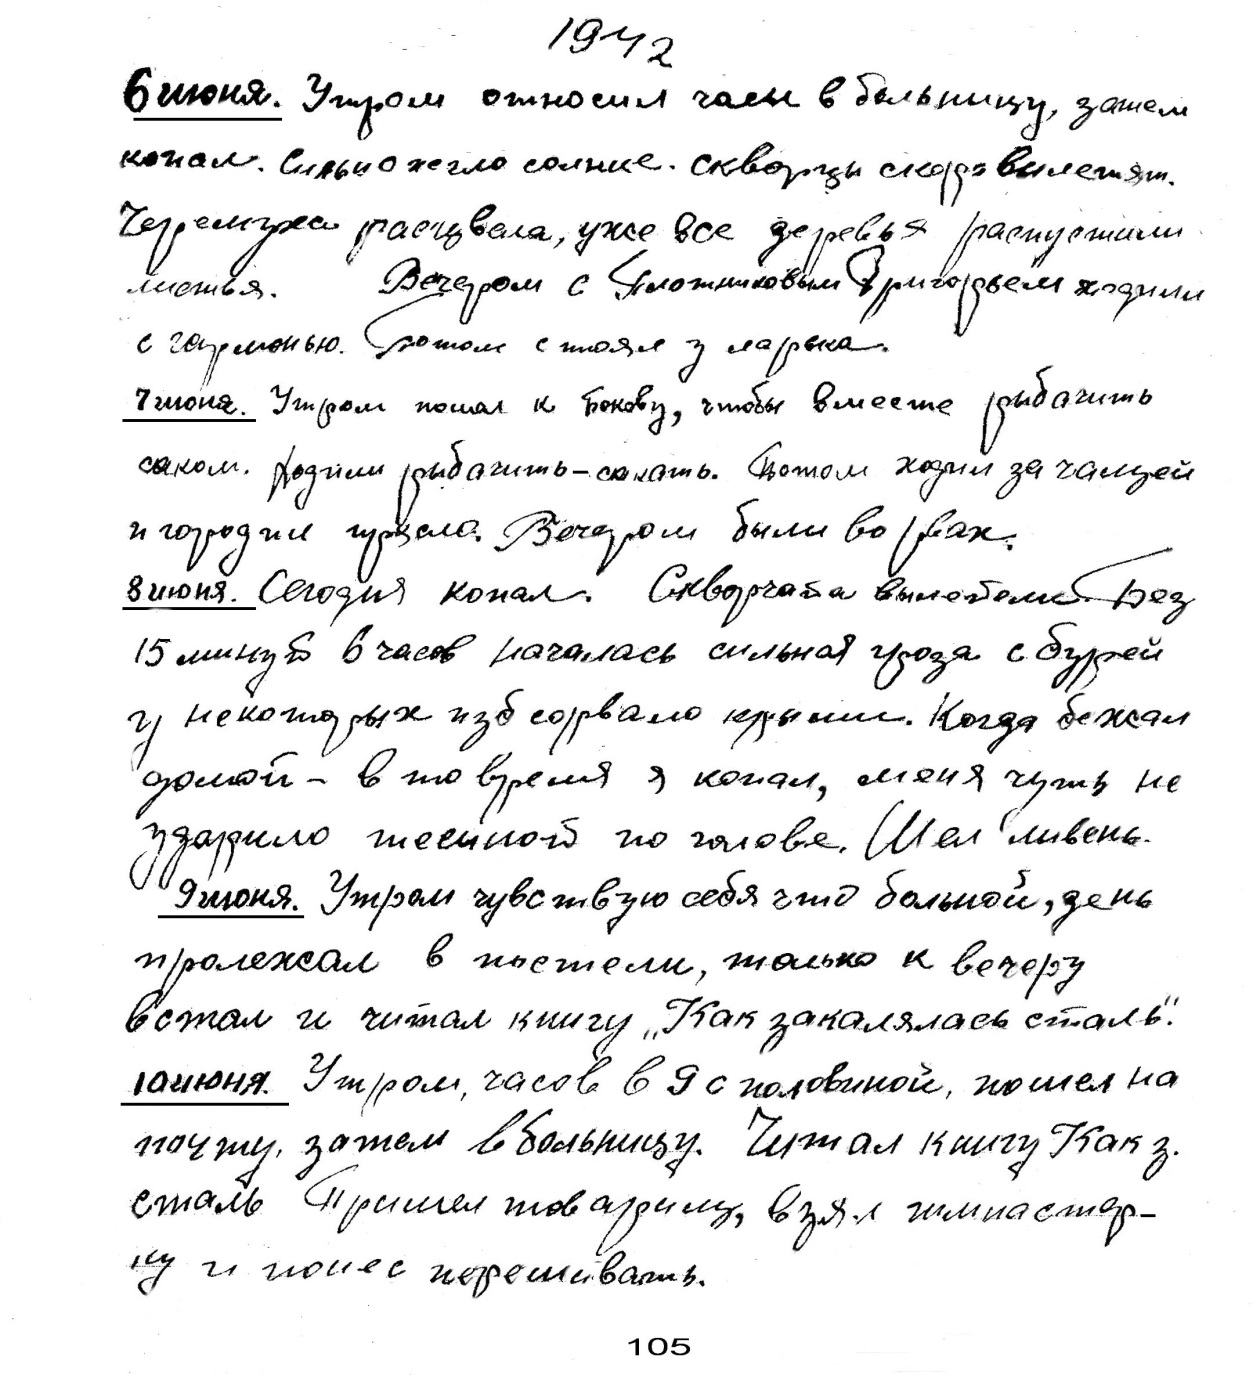 1942
6 июня. Утром относил часы в больницу, затем
копал. Сильно жгло солнце. Скворцы скоро вылетят.
Черемуха расцвела, уже все деревья распустили
листья. Вечером с Плотниковым Григорьем ходили
с гармонью. Потом стоял у ларька.
7 июня. Утром пошел к Бокову, чтобы вместе рыбачить
саком. Ходили рыбачить-сакать. Потом ходил за чащей
и городил прясла. Вечером были во рвах.
8 июня. Сегодня копал. Скворчата вылетели. Без
15 минут 6 часов началась сильная гроза с бурей
у некоторых изб сорвало крыши. Когда бежал
домой – в то время я копал, меня чуть не
ударило тесиной по голове. Шел ливень.
9 июня. Утром чувствую себя что больной, день
пролежал в постели, только к вечеру
встал и читал книгу „Как закалялась сталь".
10 июня. Утром, часов в 9 с половиной, пошел на
почту, затем в больницу. Читал книгу Как з.
сталь Пришел товарищ, взял гимнастер-
ку и понес перешивать.
105